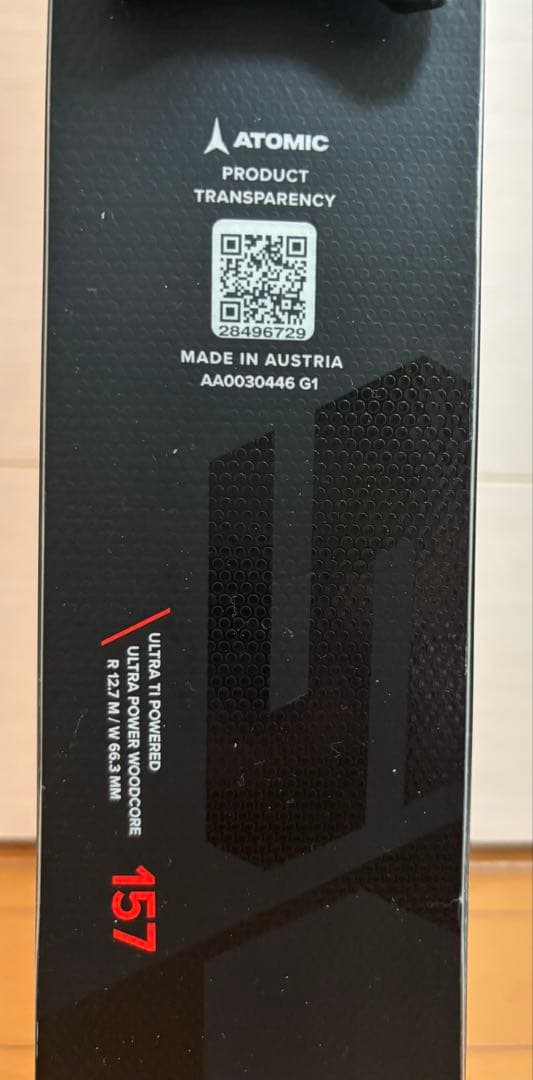 ATOMIC
PRODUCT
TRANSPARENCY
28496729
MADE IN AUSTRIA
AA0030446 G1
ULTRA TI POWERED
ULTRA POWER WOODCORE
R 12.7 M / W 66.3 MM
157